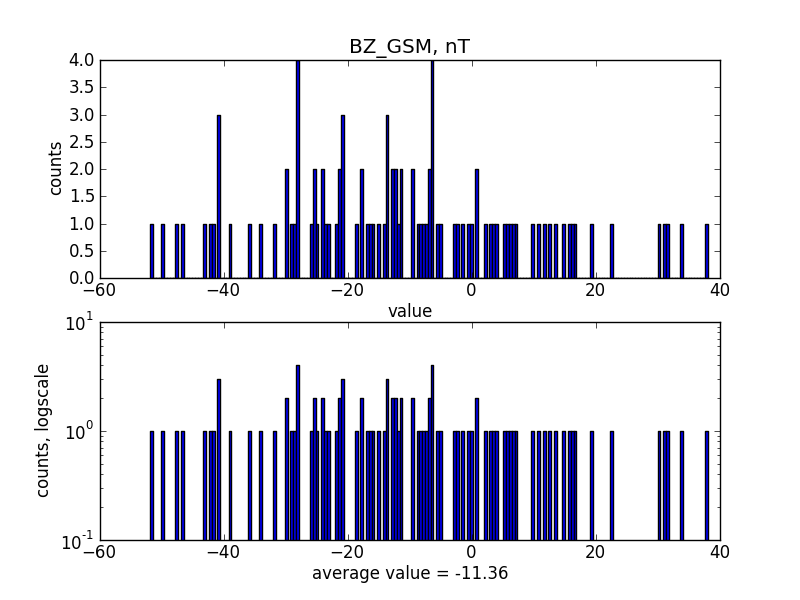 BZ_GSM, nT
4.0
3.5
3.0
2.5
2.0
1.5
1.0
0.5
0.0
counts
−60 −40 −20 0 20 40
value
10^1
10^0
10^-1
counts, logscale
−60 −40 −20 0 20 40
average value = -11.36